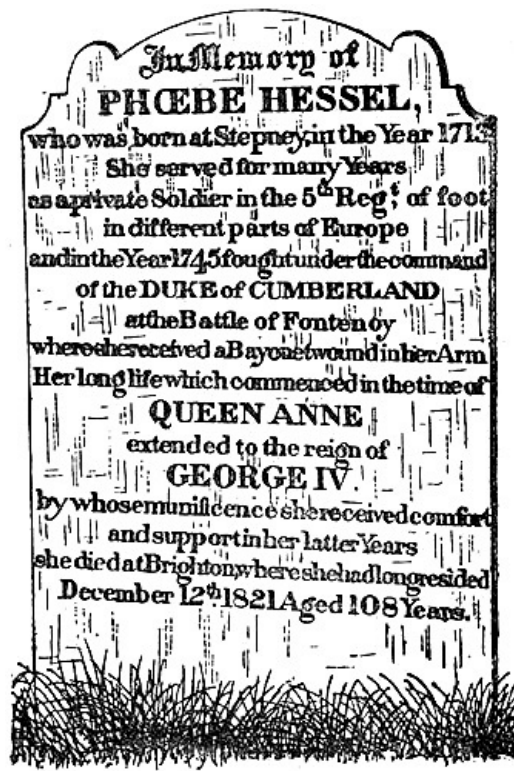 In Memory of
PHŒBE HESSEL,
who was born at Stepney, in the Year 1713
She served for many Years
as a private Soldier in the 5th Regt. of foot
in different parts of Europe
and in the Year 1745 fought under the command
of the DUKE of CUMBERLAND
at the Battle of Fontenoy
where she received a Bayonet wound in her Arm
Her long life which commenced in the time of
QUEEN ANNE
extended to the reign of
GEORGE IV.
by whose munificence she received comfort
and support in her latter Years
she died at Brighton, where she had long resided
December 12th. 1821 Aged 108 Years.